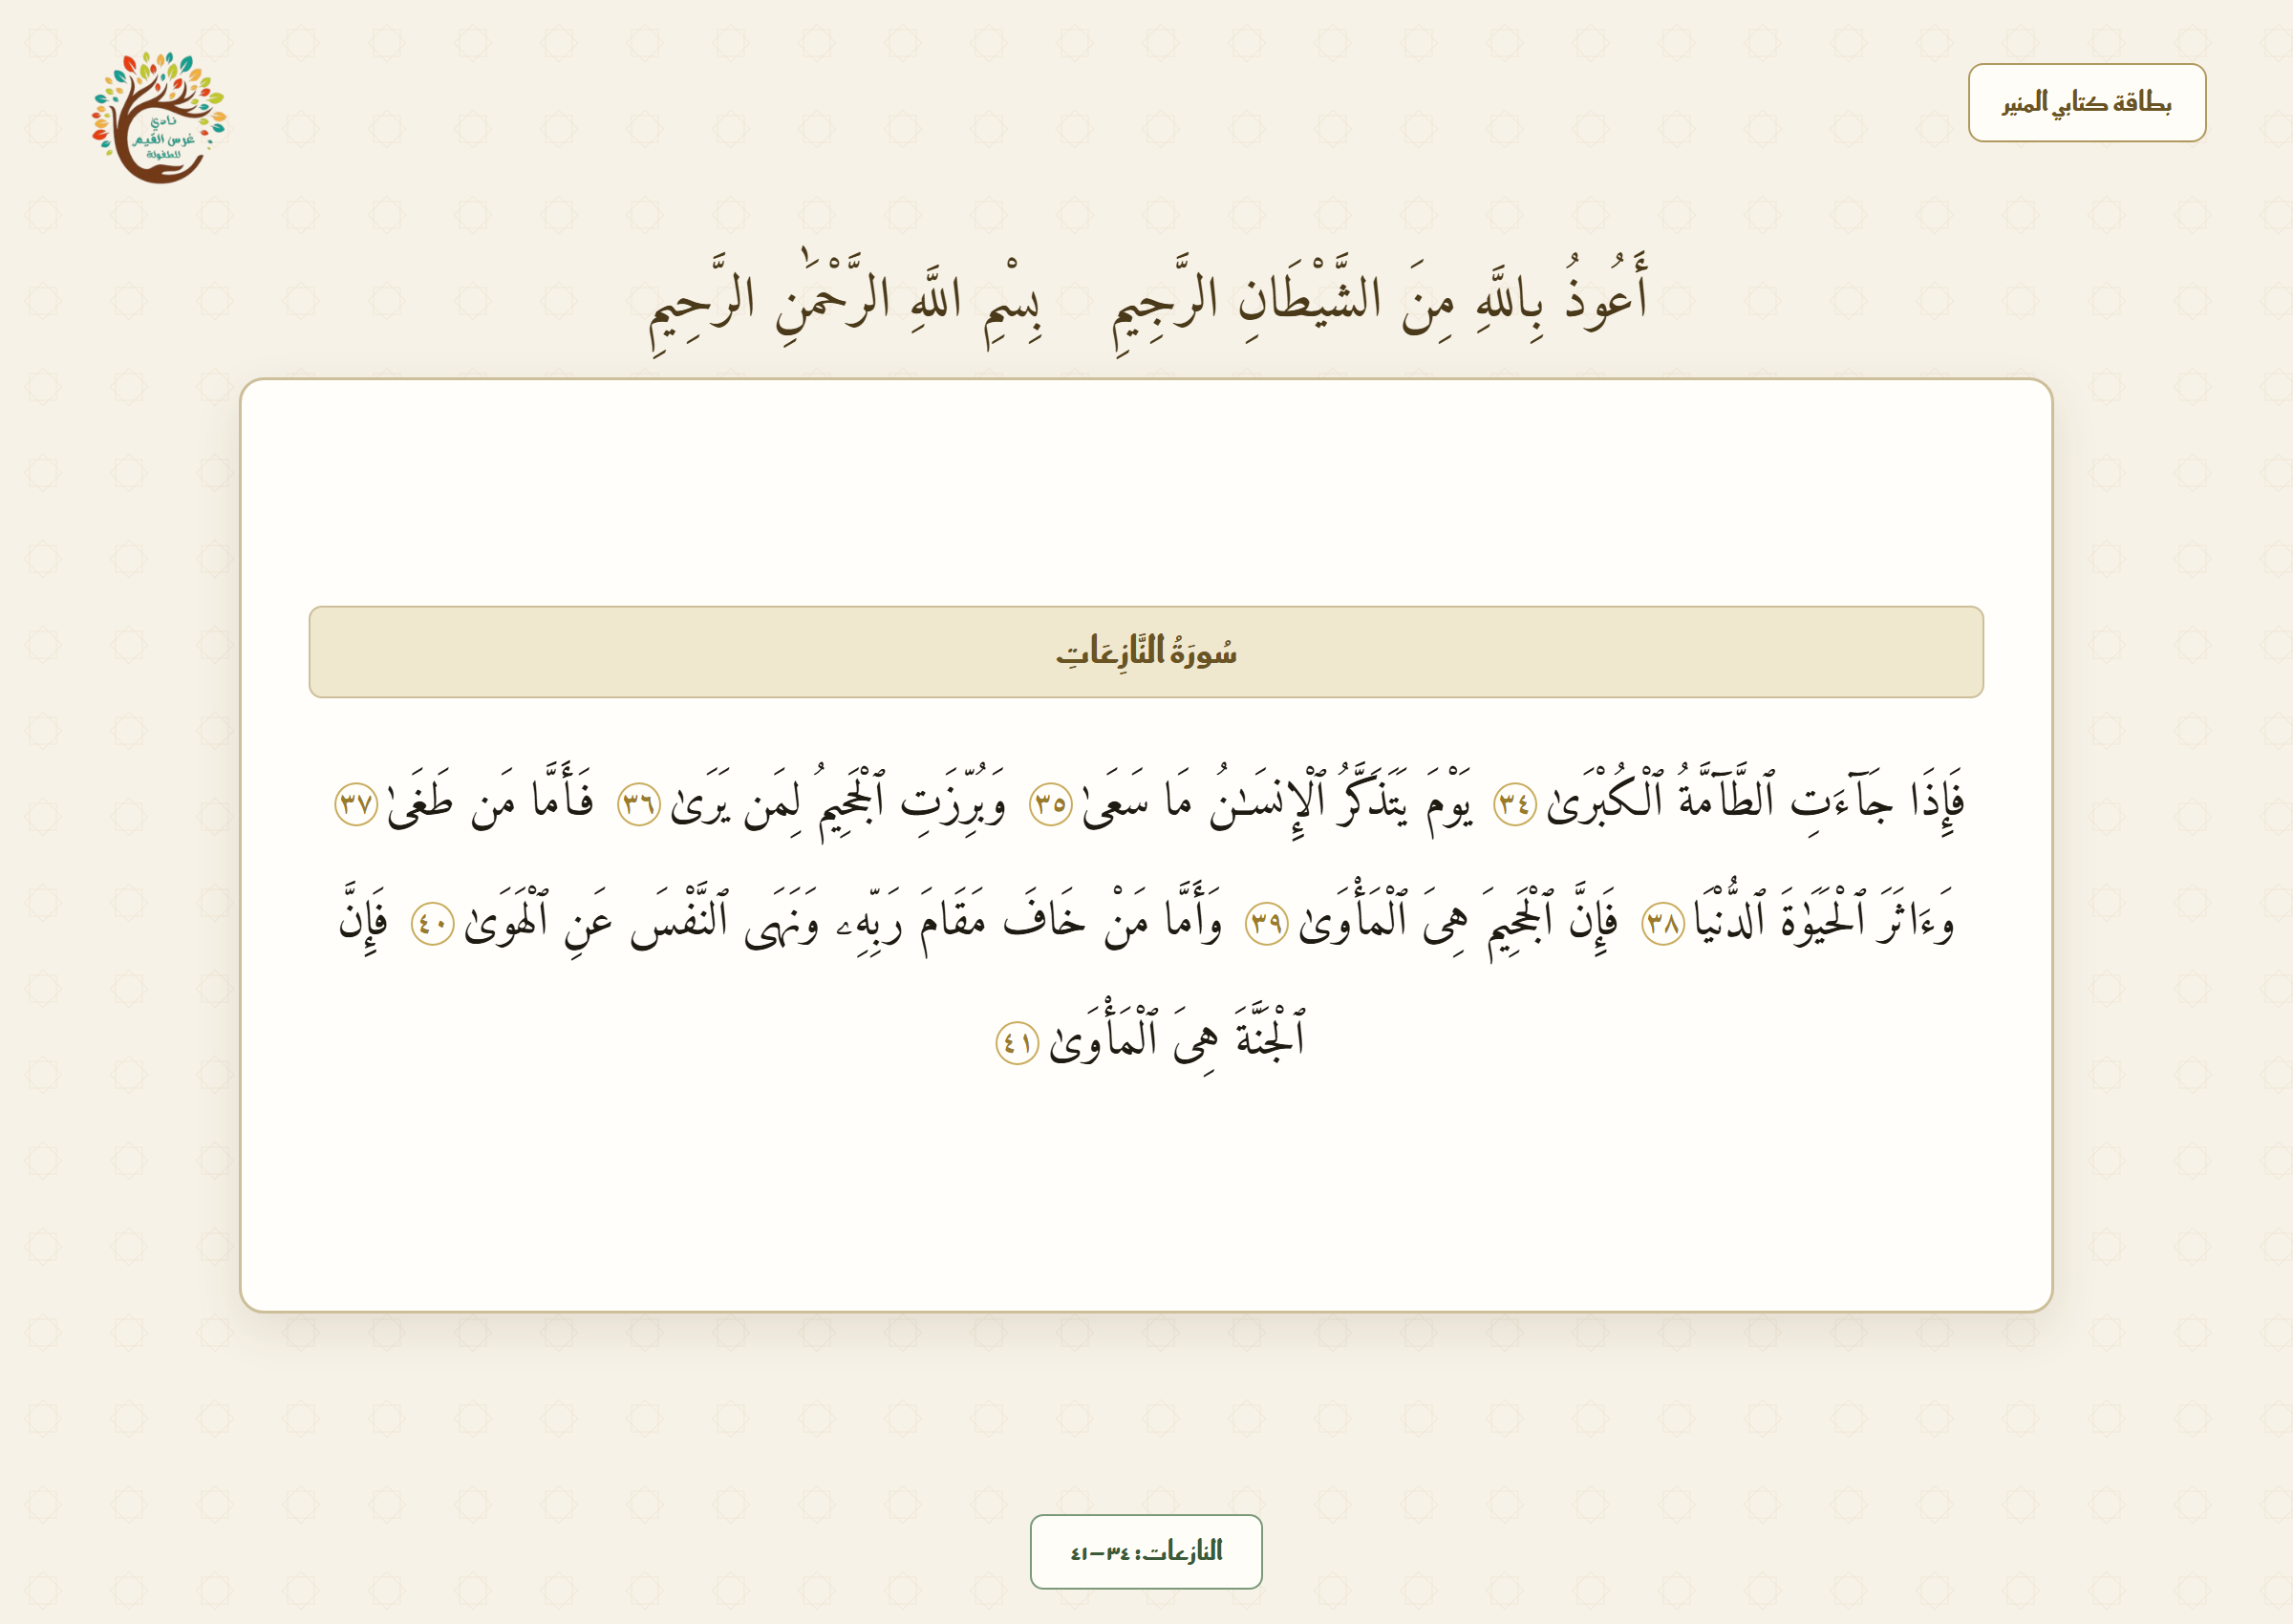 بطاقة كتابي المنير
نادي
غرس القيم
للطفولة
أَعُوذُ بِاللَّهِ مِنَ الشَّيْطَانِ الرَّجِيمِ بِسْمِ اللَّهِ الرَّحْمَٰنِ الرَّحِيمِ
سُورَةُ النَّازِعَاتِ
فَإِذَا جَآءَتِ ٱلطَّآمَّةُ ٱلْكُبْرَىٰ ٣٤ يَوْمَ يَتَذَكَّرُ ٱلْإِنسَـٰنُ مَا سَعَىٰ ٣٥ وَبُرِّزَتِ ٱلْجَحِيمُ لِمَن يَرَىٰ ٣٦ فَأَمَّا مَن طَغَىٰ ٣٧
وَءَاثَرَ ٱلْحَيَوٰةَ ٱلدُّنْيَا ٣٨ فَإِنَّ ٱلْجَحِيمَ هِىَ ٱلْمَأْوَىٰ ٣٩ وَأَمَّا مَنْ خَافَ مَقَامَ رَبِّهِۦ وَنَهَى ٱلنَّفْسَ عَنِ ٱلْهَوَىٰ ٤٠ فَإِنَّ
ٱلْجَنَّةَ هِىَ ٱلْمَأْوَىٰ ٤١
النازعات: ٣٤–٤١